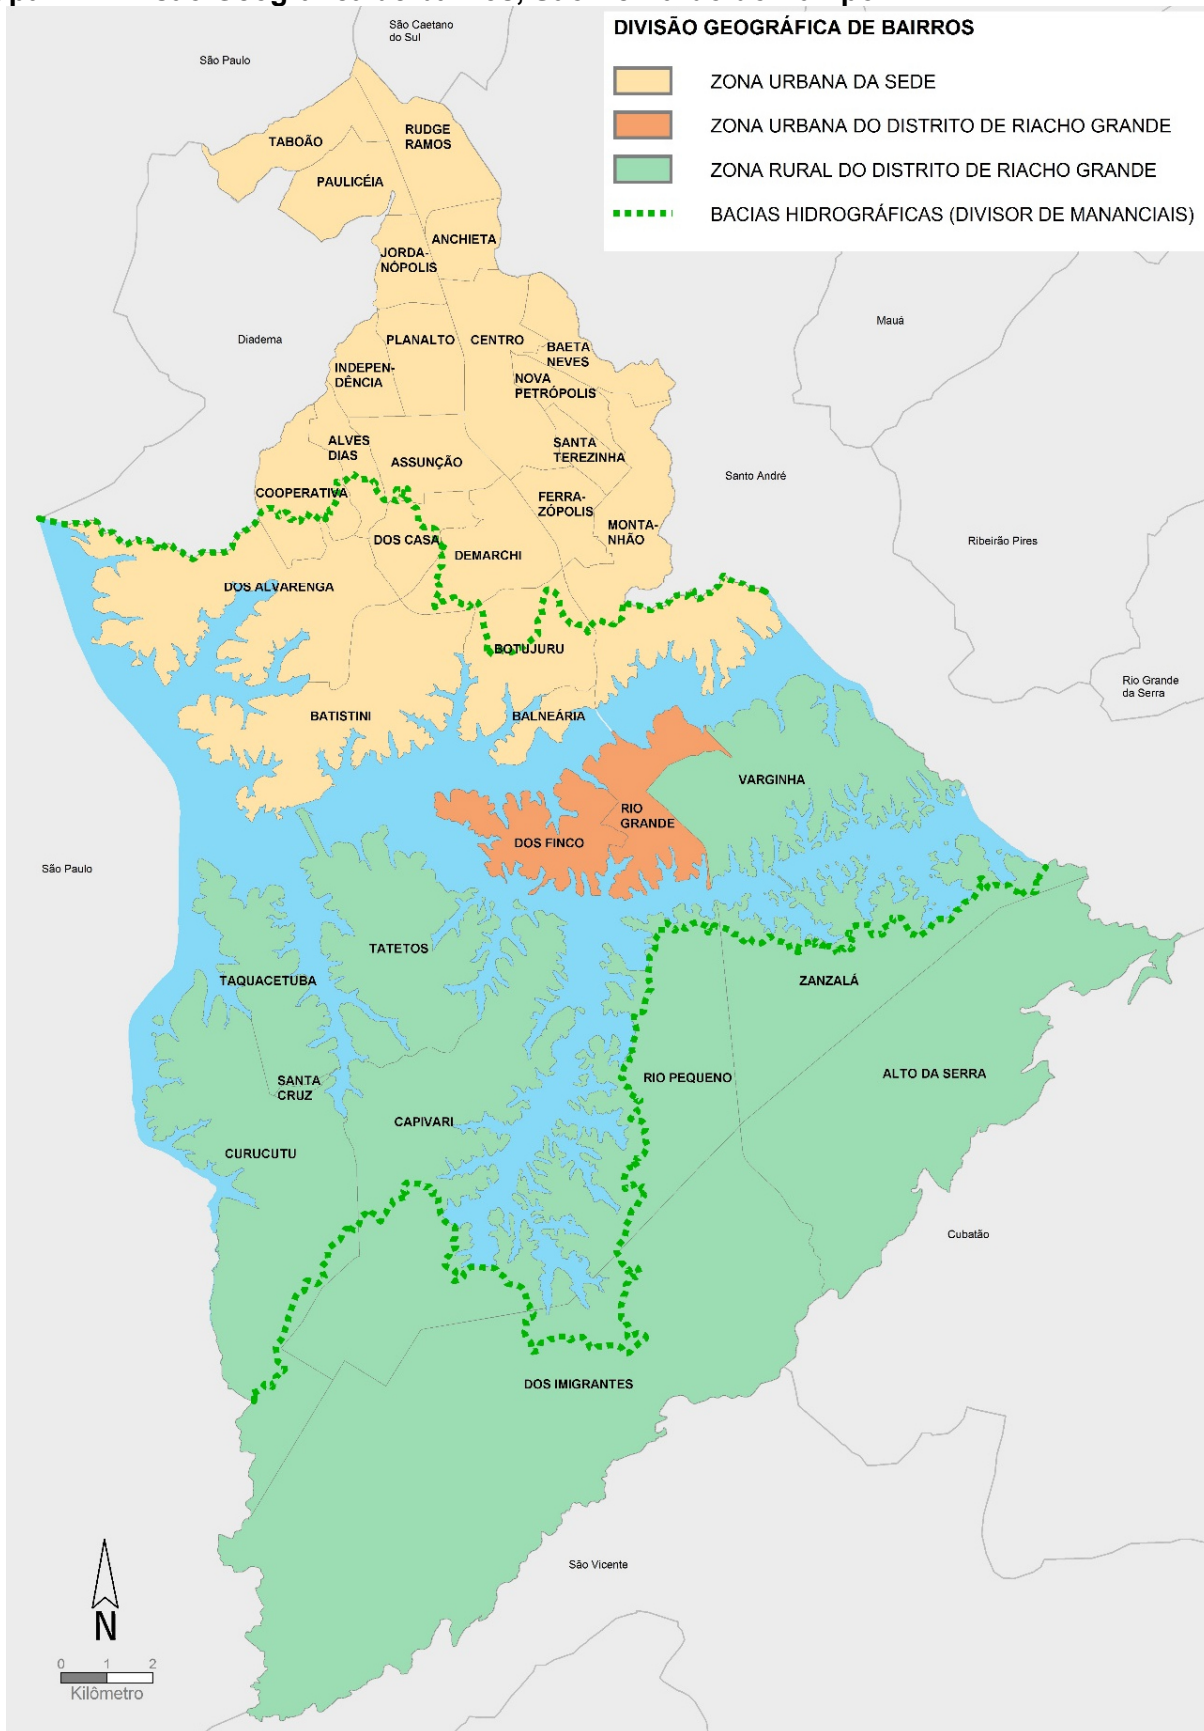 São Caetano
do Sul
São Paulo
DIVISÃO GEOGRÁFICA DE BAIRROS
ZONA URBANA DA SEDE
ZONA URBANA DO DISTRITO DE RIACHO GRANDE
ZONA RURAL DO DISTRITO DE RIACHO GRANDE
BACIAS HIDROGRÁFICAS (DIVISOR DE MANANCIAIS)
TABOÃO
RUDGE
RAMOS
PAULICÉIA
ANCHIETA
JORDA-
NÓPOLIS
Mauá
Diadema
PLANALTO
CENTRO
BAETA
NEVES
INDEPEN-
DÊNCIA
NOVA
PETRÓPOLIS
ALVES
DIAS
SANTA
TEREZINHA
ASSUNÇÃO
Santo André
COOPERATIVA
FERRA-
ZÓPOLIS
MONTA-
NHÃO
DOS CASA
DEMARCHI
Ribeirão Pires
DOS ALVARENGA
BOTUJURU
Rio Grande
da Serra
BATISTINI
BALNEÁRIA
VARGINHA
RIO
GRANDE
DOS FINCO
São Paulo
TATETOS
TAQUACETUBA
ZANZALÁ
SANTA
CRUZ
RIO PEQUENO
ALTO DA SERRA
CAPIVARI
CURUCUTU
Cubatão
DOS IMIGRANTES
São Vicente
N
0 1 2
Kilômetro